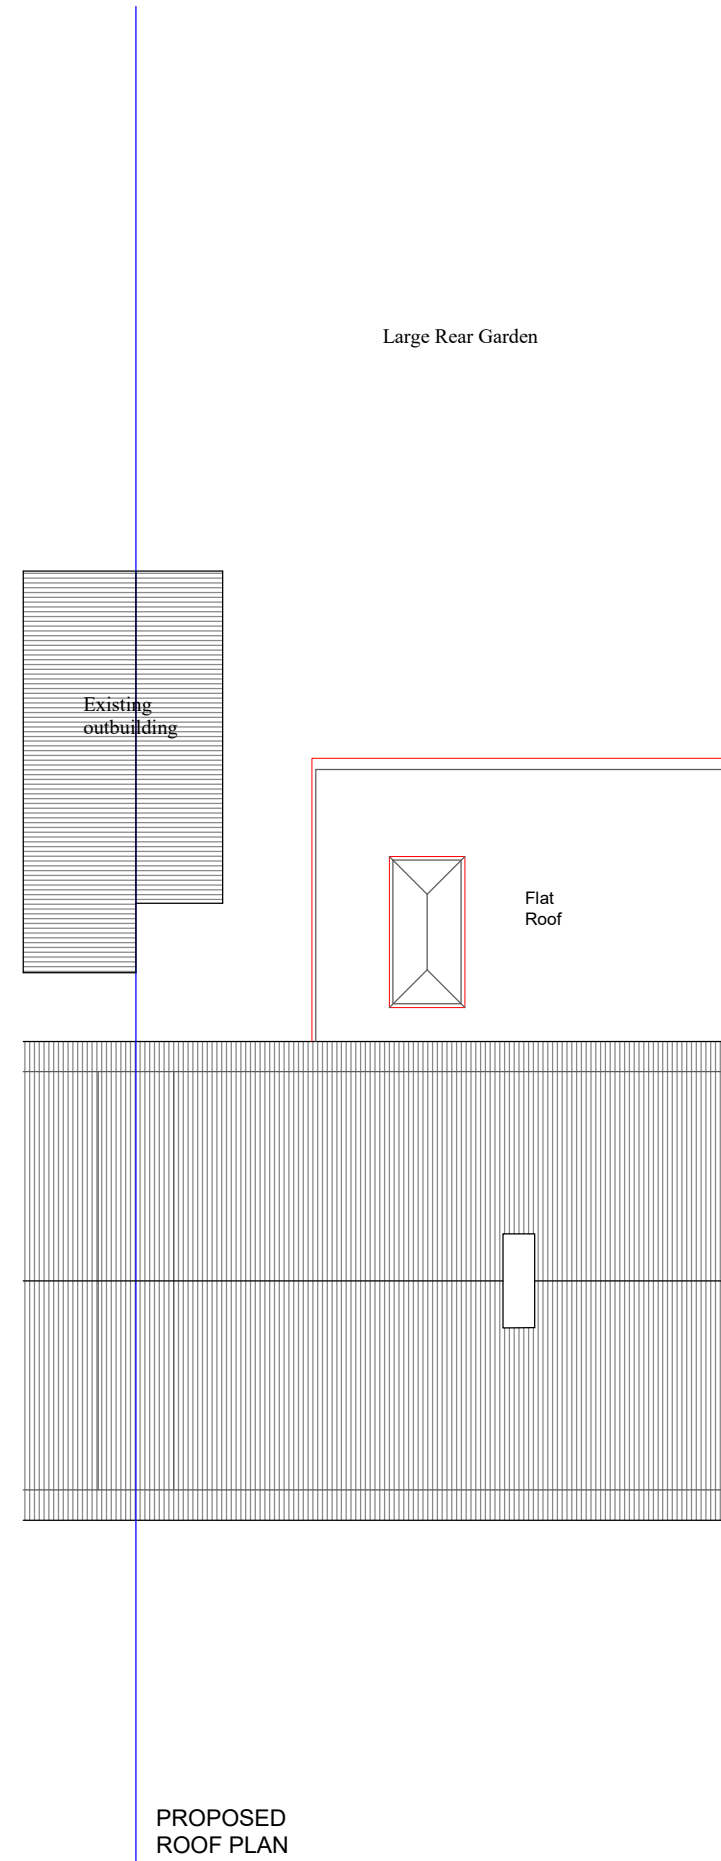 Large Rear Garden
Existing
outbuilding
Flat
Roof
PROPOSED
ROOF PLAN